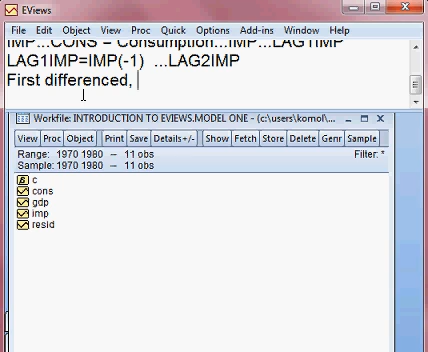 EViews
File Edit Object View Proc Quick Options Add-ins Window Help
IMP...CONS = Consumption...IMP...LAG1IMP
LAG1IMP=IMP(-1) ...LAG2IMP
First differenced,
Workfile: INTRODUCTION TO EVIEWS.MODEL ONE - (c:\users\komol...
View Proc Object Print Save Details+/- Show Fetch Store Delete Genr Sample
Range: 1970 1980 -- 11 obs Filter: *
Sample: 1970 1980 -- 11 obs
B c
cons
gdp
imp
resid